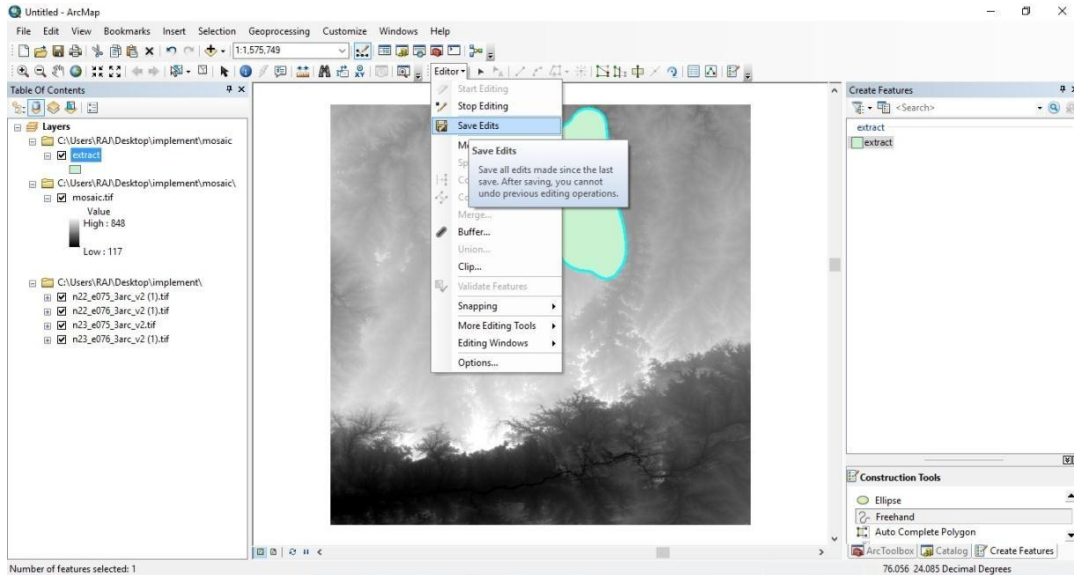 Untitled - ArcMap
File Edit View Bookmarks Insert Selection Geoprocessing Customize Windows Help
1:1,575,749
Editor
Table Of Contents
Layers
C:\Users\RAJ\Desktop\implement\mosaic
extract
C:\Users\RAJ\Desktop\implement\mosaic\
mosaic.tif
Value
High : 848
Low : 117
C:\Users\RAJ\Desktop\implement\
n22_e075_3arc_v2 (1).tif
n22_e076_3arc_v2 (1).tif
n23_e075_3arc_v2.tif
n23_e076_3arc_v2 (1).tif
Start Editing
Stop Editing
Save Edits
Save Edits
Save all edits made since the last
save. After saving, you cannot
undo previous editing operations.
Merge...
Buffer...
Union...
Clip...
Validate Features
Snapping
More Editing Tools
Editing Windows
Options...
Create Features
<Search>
extract
extract
Construction Tools
Ellipse
Freehand
Auto Complete Polygon
ArcToolbox Catalog Create Features
Number of features selected: 1
76.056 24.085 Decimal Degrees